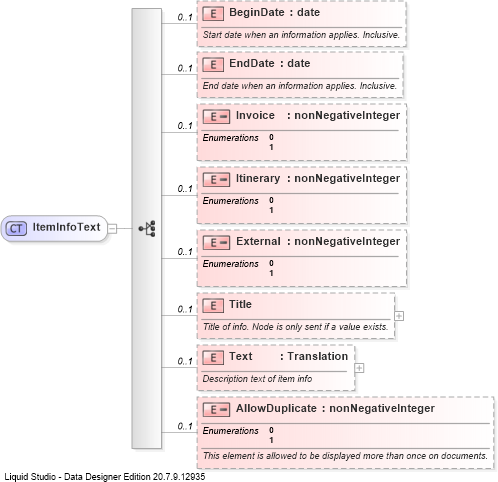 0..1
E BeginDate : date
Start date when an information applies. Inclusive.
0..1
E EndDate : date
End date when an information applies. Inclusive.
0..1
E Invoice : nonNegativeInteger
Enumerations 0
1
0..1
E Itinerary : nonNegativeInteger
Enumerations 0
1
CT ItemInfoText
0..1
E External : nonNegativeInteger
Enumerations 0
1
0..1
E Title
Title of info. Node is only sent if a value exists.
0..1
E Text : Translation
Description text of item info
0..1
E AllowDuplicate : nonNegativeInteger
Enumerations 0
1
This element is allowed to be displayed more than once on documents.
Liquid Studio - Data Designer Edition 20.7.9.12935